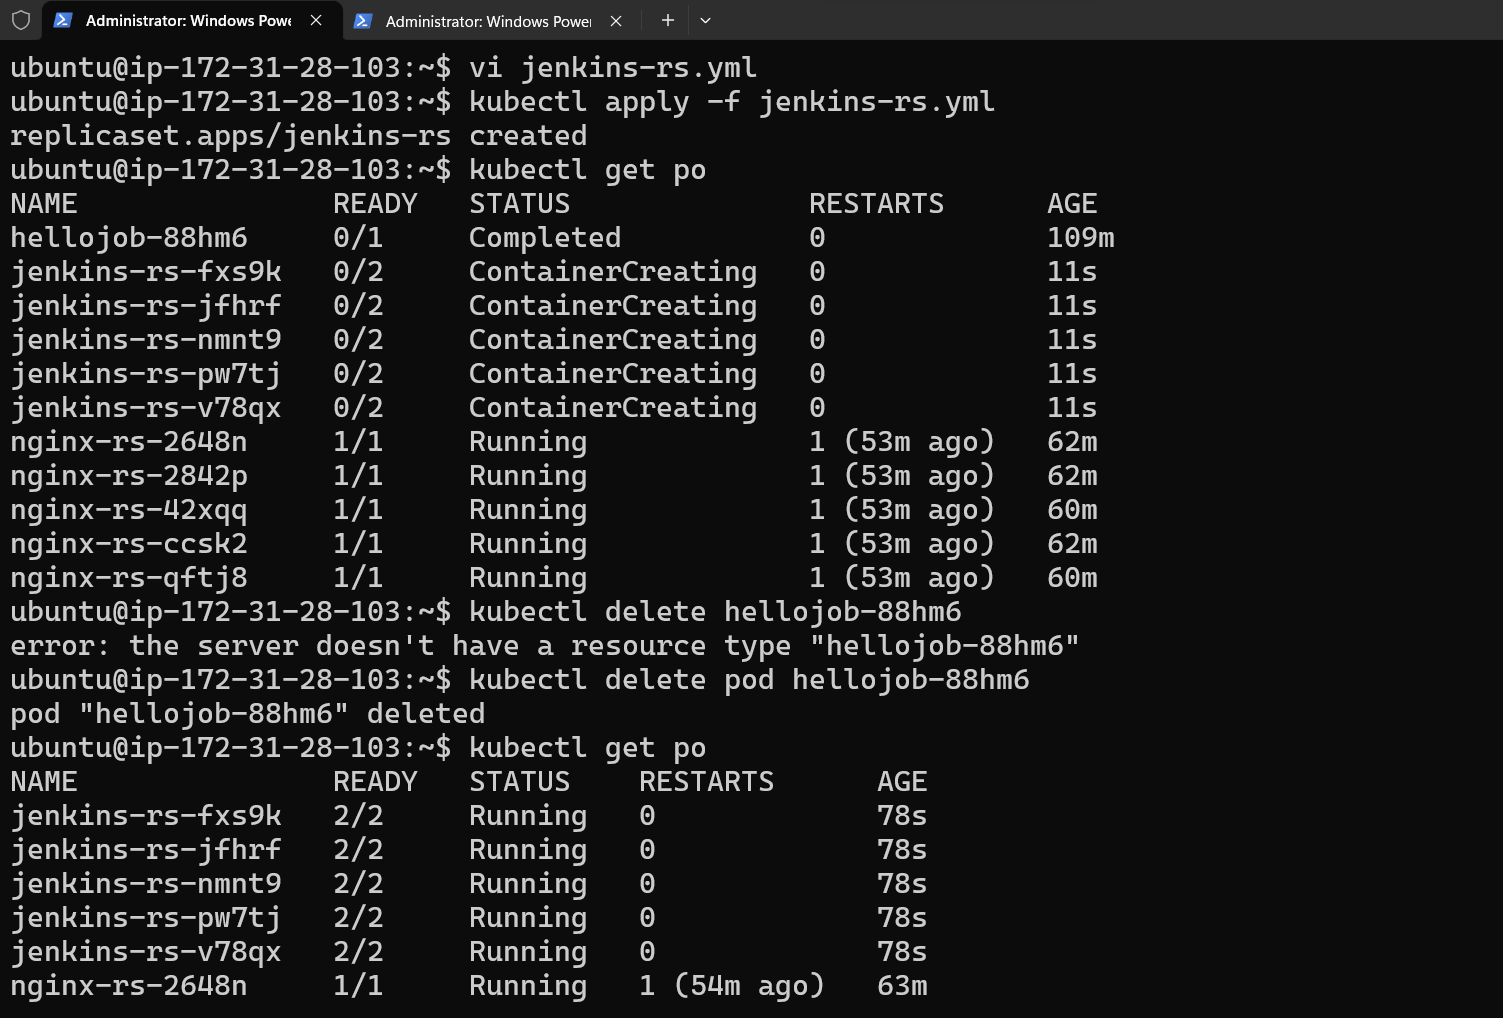 Administrator: Windows Powe
Administrator: Windows Power
ubuntu@ip-172-31-28-103:~$ vi jenkins-rs.yml
ubuntu@ip-172-31-28-103:~$ kubectl apply -f jenkins-rs.yml
replicaset.apps/jenkins-rs created
ubuntu@ip-172-31-28-103:~$ kubectl get po
NAME READY STATUS RESTARTS AGE
hellojob-88hm6 0/1 Completed 0 109m
jenkins-rs-fxs9k 0/2 ContainerCreating 0 11s
jenkins-rs-jfhrf 0/2 ContainerCreating 0 11s
jenkins-rs-nmnt9 0/2 ContainerCreating 0 11s
jenkins-rs-pw7tj 0/2 ContainerCreating 0 11s
jenkins-rs-v78qx 0/2 ContainerCreating 0 11s
nginx-rs-2648n 1/1 Running 1 (53m ago) 62m
nginx-rs-2842p 1/1 Running 1 (53m ago) 62m
nginx-rs-42xqq 1/1 Running 1 (53m ago) 60m
nginx-rs-ccsk2 1/1 Running 1 (53m ago) 62m
nginx-rs-qftj8 1/1 Running 1 (53m ago) 60m
ubuntu@ip-172-31-28-103:~$ kubectl delete hellojob-88hm6
error: the server doesn't have a resource type "hellojob-88hm6"
ubuntu@ip-172-31-28-103:~$ kubectl delete pod hellojob-88hm6
pod "hellojob-88hm6" deleted
ubuntu@ip-172-31-28-103:~$ kubectl get po
NAME READY STATUS RESTARTS AGE
jenkins-rs-fxs9k 2/2 Running 0 78s
jenkins-rs-jfhrf 2/2 Running 0 78s
jenkins-rs-nmnt9 2/2 Running 0 78s
jenkins-rs-pw7tj 2/2 Running 0 78s
jenkins-rs-v78qx 2/2 Running 0 78s
nginx-rs-2648n 1/1 Running 1 (54m ago) 63m